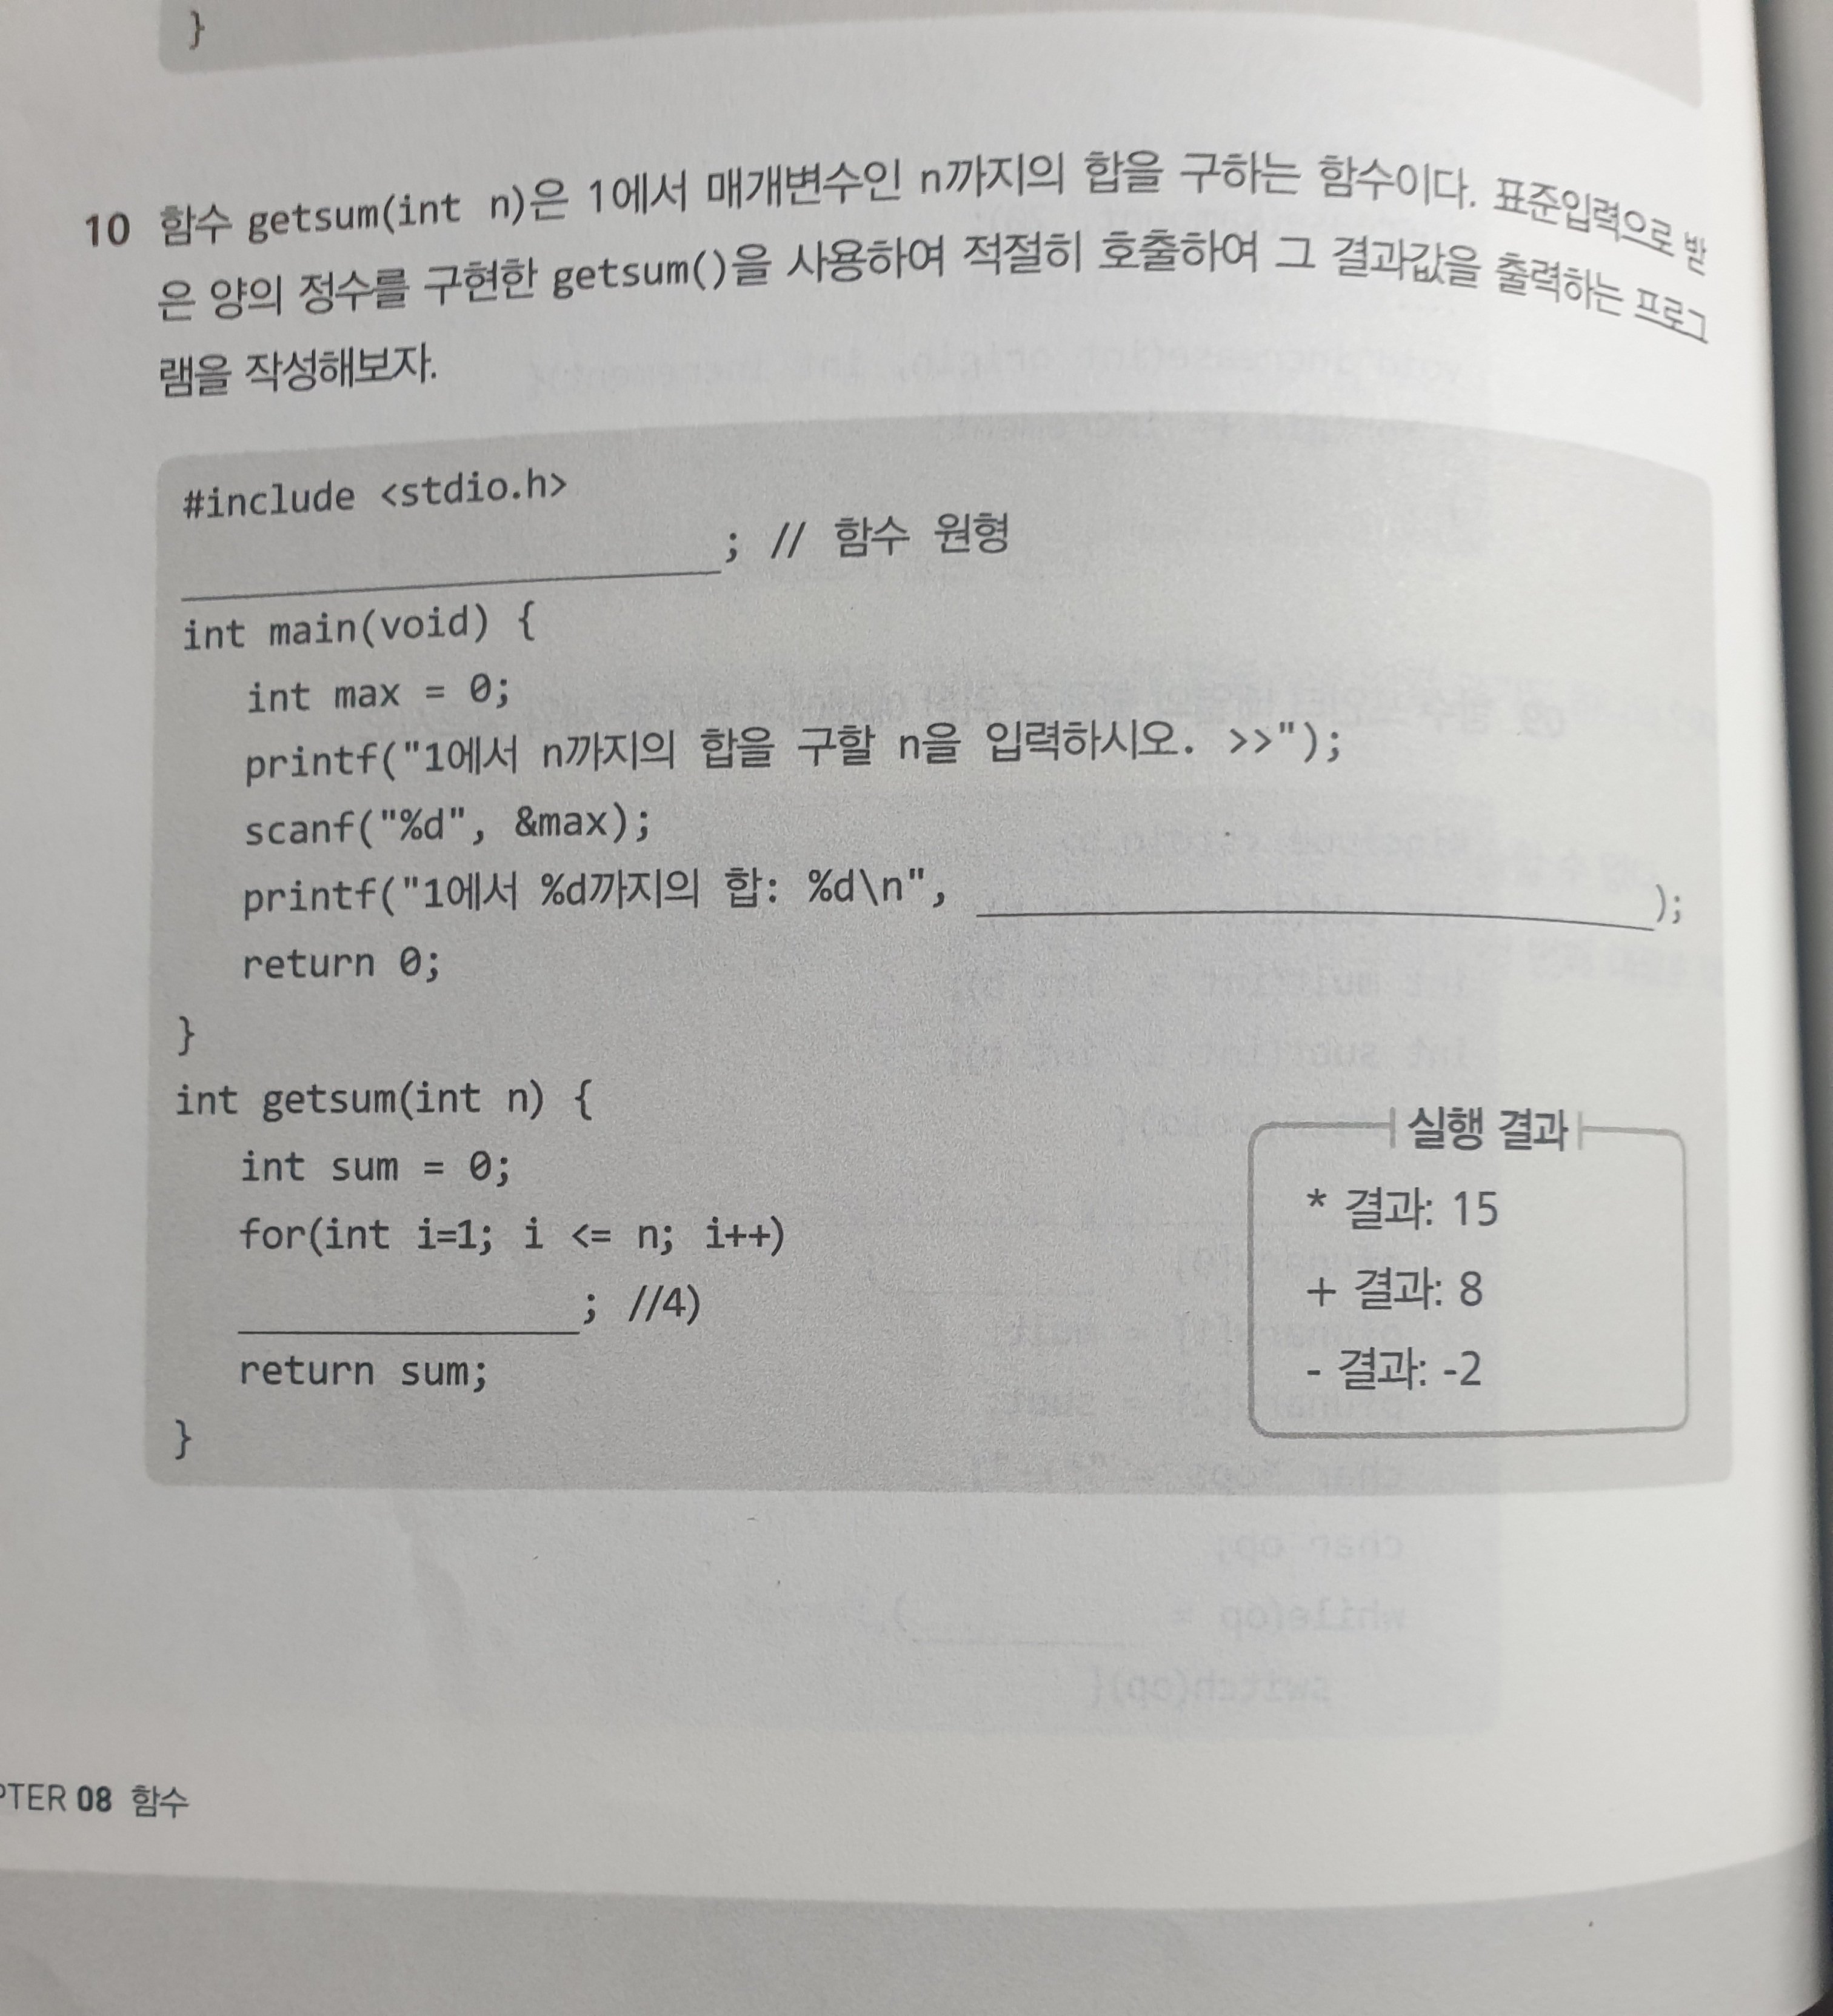 }
10 함수 getsum(int n)은 1에서 매개변수인 n까지의 합을 구하는 함수이다. 표준입력으로 받
은 양의 정수를 구현한 getsum()을 사용하여 적절히 호출하여 그 결과값을 출력하는 프로그
램을 작성해보자.
#include <stdio.h>
____________________; // 함수 원형
int main(void) {
int max = 0;
printf("1에서 n까지의 합을 구할 n을 입력하시오. >>");
scanf("%d", &max);
printf("1에서 %d까지의 합: %d\n", ____________________);
return 0;
}
int getsum(int n) {
int sum = 0;
for(int i=1; i <= n; i++)
____________; //4)
return sum;
}
실행 결과
* 결과: 15
+ 결과: 8
- 결과: -2
PTER 08 함수